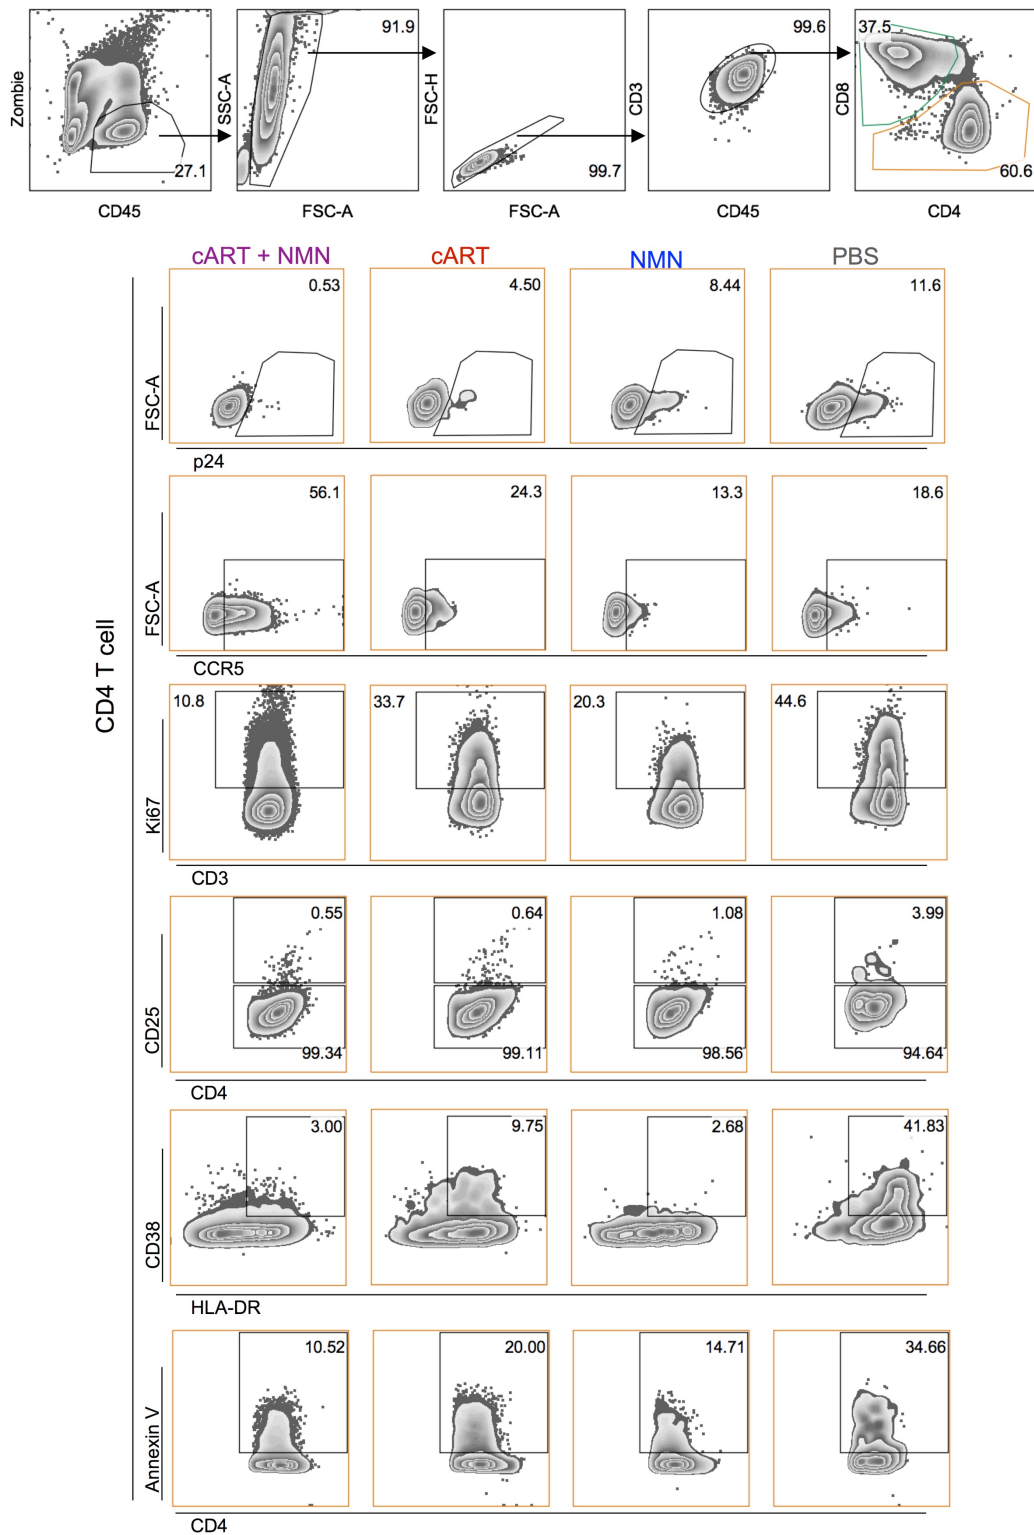 Zombie
CD45
27.1
SSC-A
FSC-A
91.9
FSC-H
FSC-A
99.7
CD3
CD45
99.6
CD8
CD4
37.5
60.6
cART + NMN cART NMN PBS
CD4 T cell
FSC-A
0.53 4.50 8.44 11.6
p24
FSC-A
56.1 24.3 13.3 18.6
CCR5
Ki67
10.8 33.7 20.3 44.6
CD3
CD25
0.55 0.64 1.08 3.99
99.34 99.11 98.56 94.64
CD4
CD38
3.00 9.75 2.68 41.83
HLA-DR
Annexin V
10.52 20.00 14.71 34.66
CD4